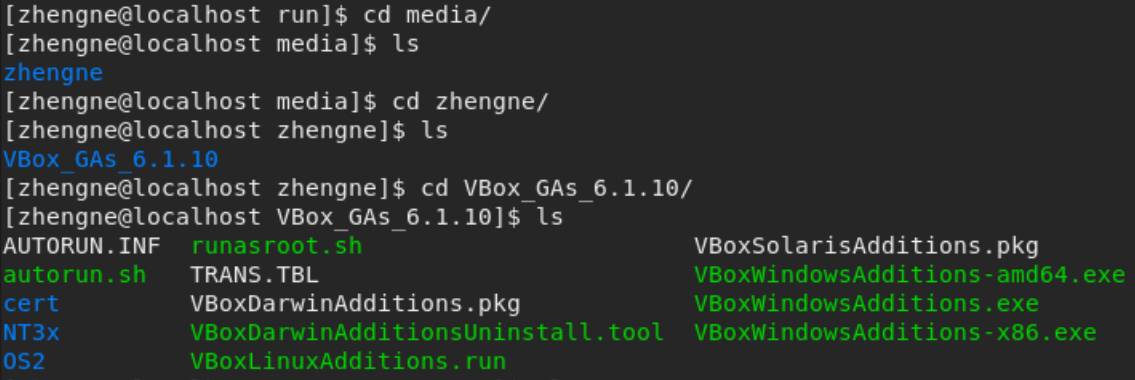 [zhengne@localhost run]$ cd media/
[zhengne@localhost media]$ ls
zhengne
[zhengne@localhost media]$ cd zhengne/
[zhengne@localhost zhengne]$ ls
VBox_GAs_6.1.10
[zhengne@localhost zhengne]$ cd VBox_GAs_6.1.10/
[zhengne@localhost VBox_GAs_6.1.10]$ ls
AUTORUN.INF  runasroot.sh                    VBoxSolarisAdditions.pkg
autorun.sh   TRANS.TBL                       VBoxWindowsAdditions-amd64.exe
cert         VBoxDarwinAdditions.pkg         VBoxWindowsAdditions.exe
NT3x         VBoxDarwinAdditionsUninstall.tool  VBoxWindowsAdditions-x86.exe
OS2          VBoxLinuxAdditions.run